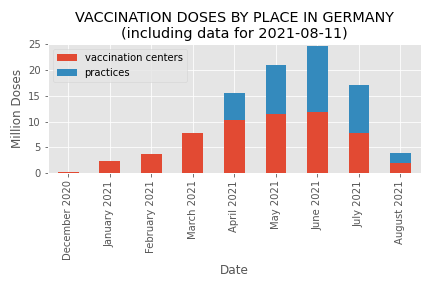 VACCINATION DOSES BY PLACE IN GERMANY
(including data for 2021-08-11)
25
20
15
10
5
0
Million Doses
vaccination centers
practices
December 2020
January 2021
February 2021
March 2021
April 2021
May 2021
June 2021
July 2021
August 2021
Date